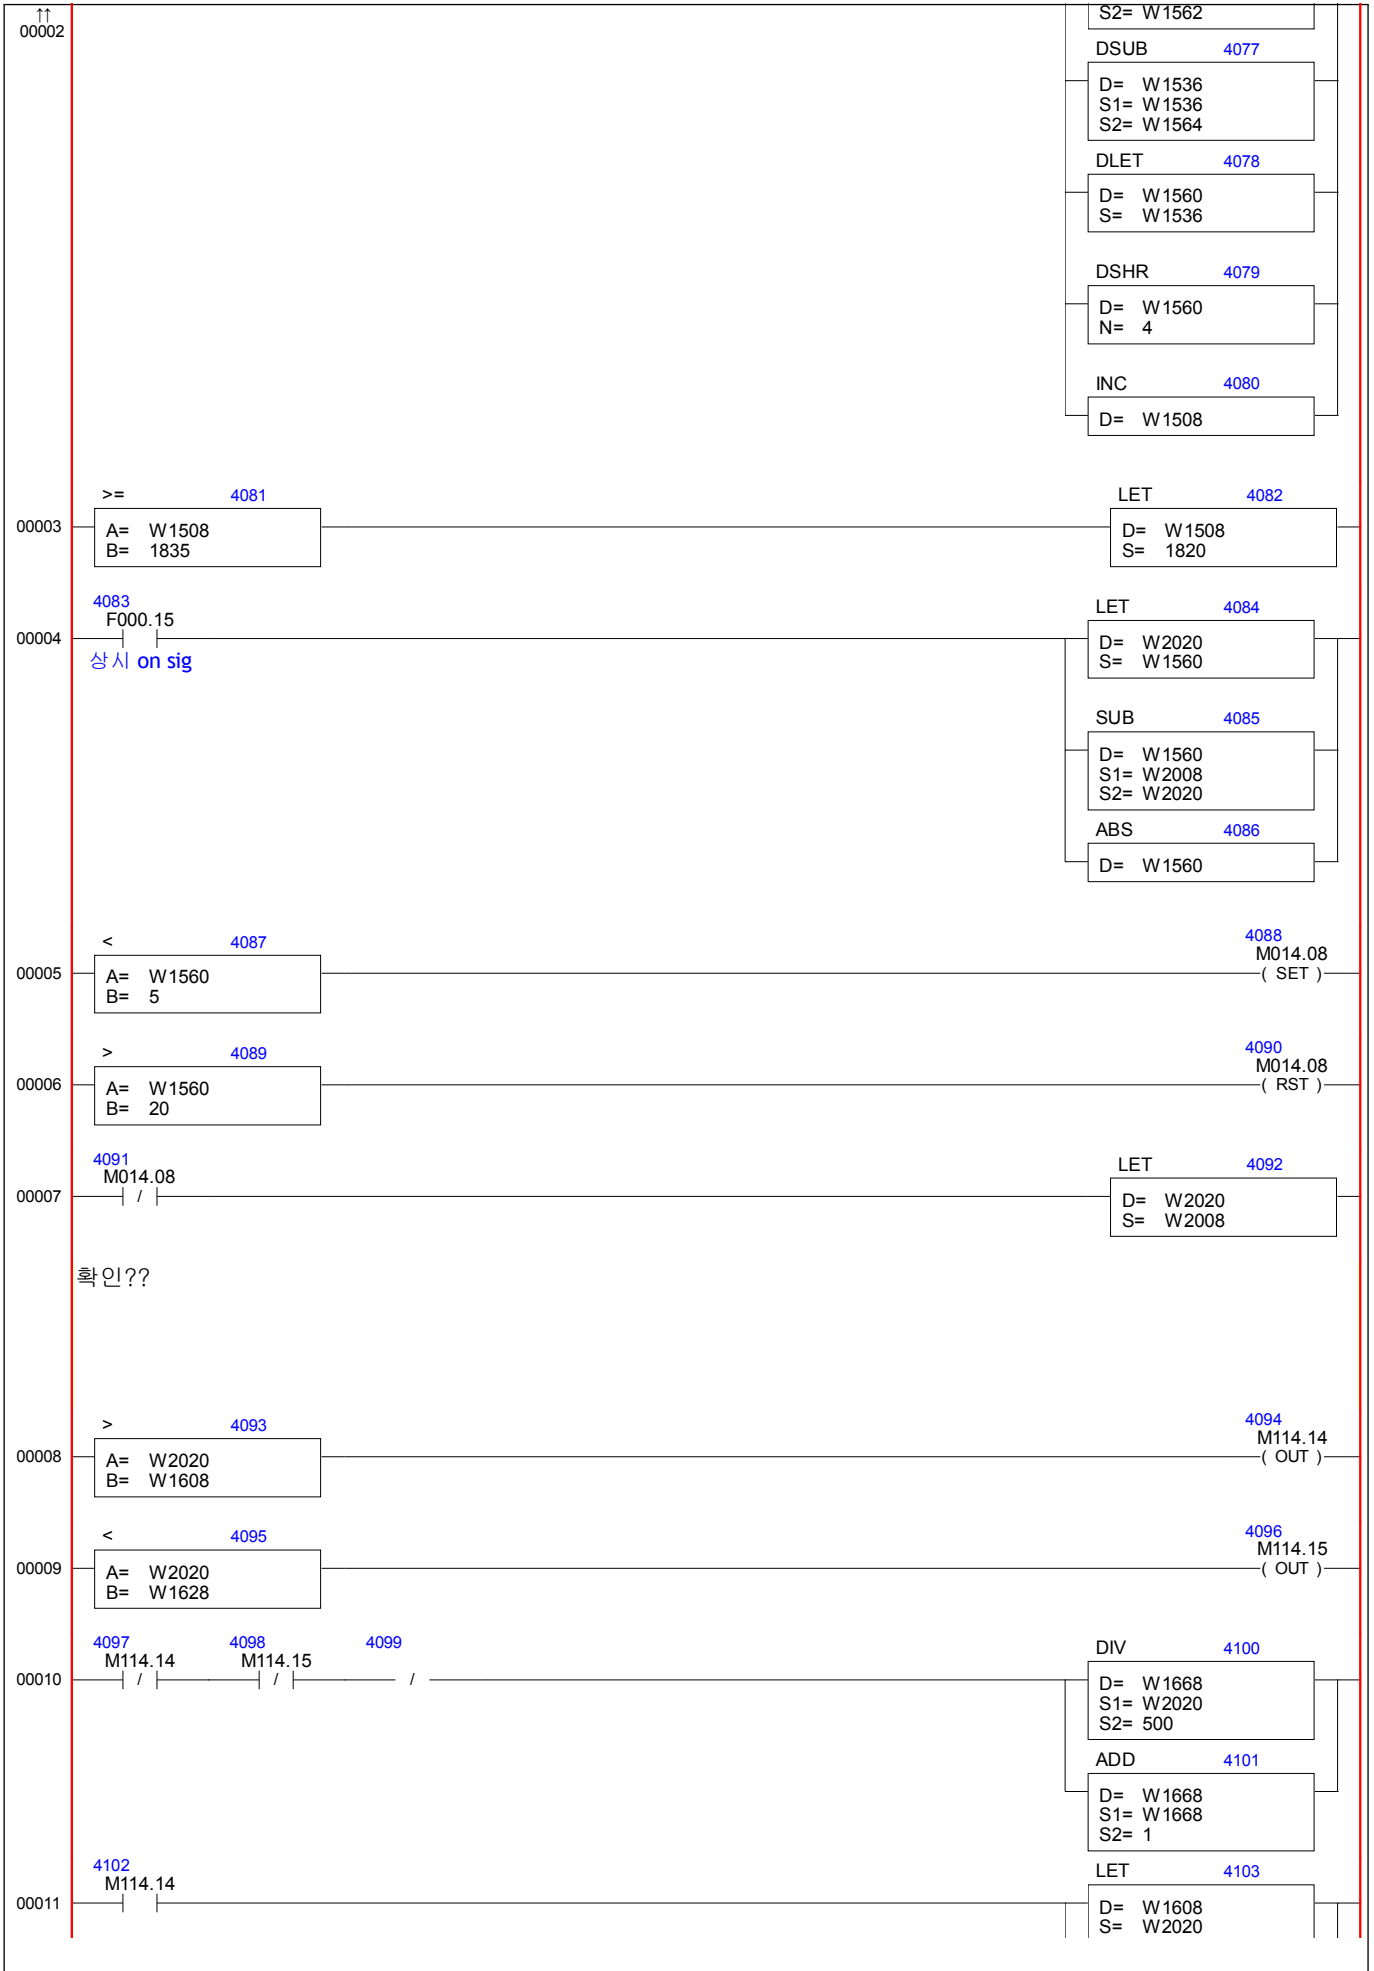 ↑↑
00002
S2= W1562
DSUB 4077
D= W1536
S1= W1536
S2= W1564
DLET 4078
D= W1560
S= W1536
DSHR 4079
D= W1560
N= 4
INC 4080
D= W1508
>= 4081 LET 4082
00003
A= W1508
B= 1835
D= W1508
S= 1820
4083
F000.15
00004
상시 on sig
LET 4084
D= W2020
S= W1560
SUB 4085
D= W1560
S1= W2008
S2= W2020
ABS 4086
D= W1560
< 4087
00005
A= W1560
B= 5
4088
M014.08
( SET )
> 4089
00006
A= W1560
B= 20
4090
M014.08
( RST )
4091
M014.08
00007
/
LET 4092
D= W2020
S= W2008
확인??
> 4093
00008
A= W2020
B= W1608
4094
M114.14
( OUT )
< 4095
00009
A= W2020
B= W1628
4096
M114.15
( OUT )
4097 4098 4099
M114.14 M114.15
00010
/ / /
DIV 4100
D= W1668
S1= W2020
S2= 500
ADD 4101
D= W1668
S1= W1668
S2= 1
4102
M114.14
00011
LET 4103
D= W1608
S= W2020